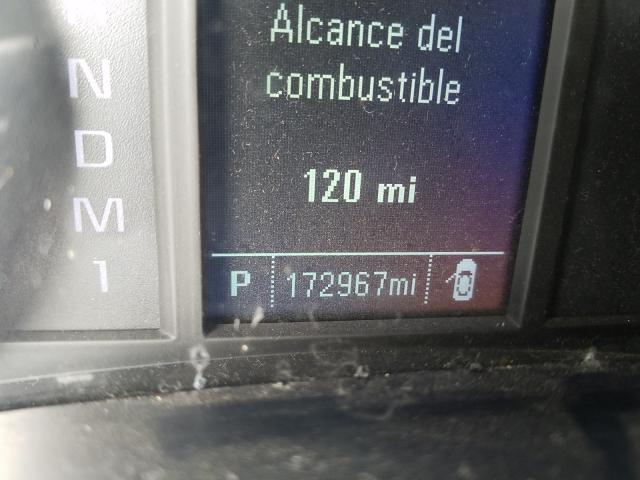 Alcance del
combustible
N
D
120 mi
M
1
P 172967mi